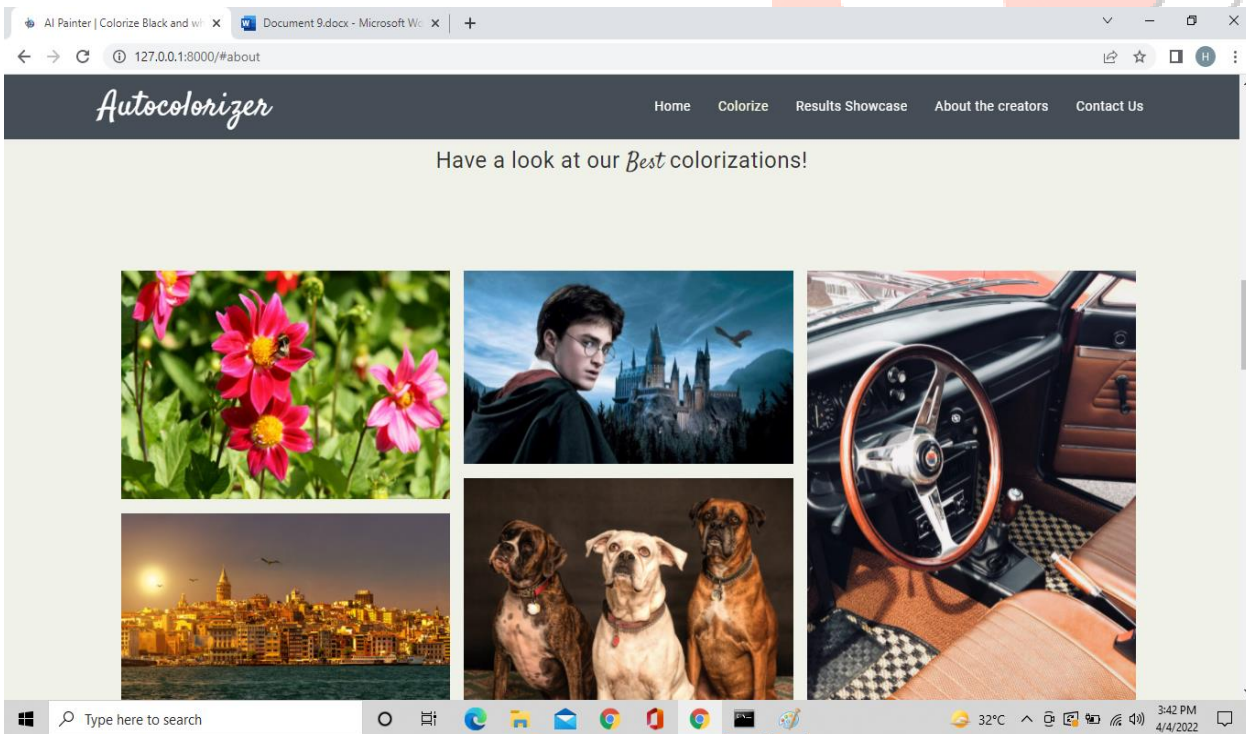 AI Painter | Colorize Black and wh
Document 9.docx - Microsoft Wo
127.0.0.1:8000/#about
H
Autocolorizer
Home Colorize Results Showcase About the creators Contact Us
Have a look at our Best colorizations!
Type here to search
32°C
3:42 PM
4/4/2022